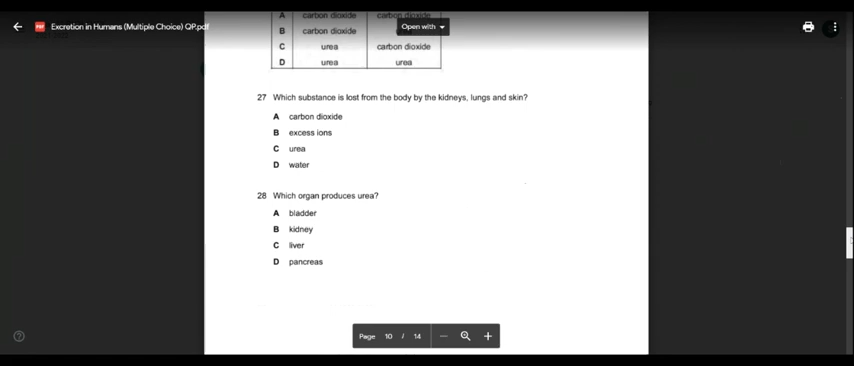 Excretion in Humans (Multiple Choice) QP.pdf
Open with
A carbon dioxide carbon dioxide
B carbon dioxide
C urea carbon dioxide
D urea urea
27 Which substance is lost from the body by the kidneys, lungs and skin?
A carbon dioxide
B excess ions
C urea
D water
28 Which organ produces urea?
A bladder
B kidney
C liver
D pancreas
Page 10 / 14